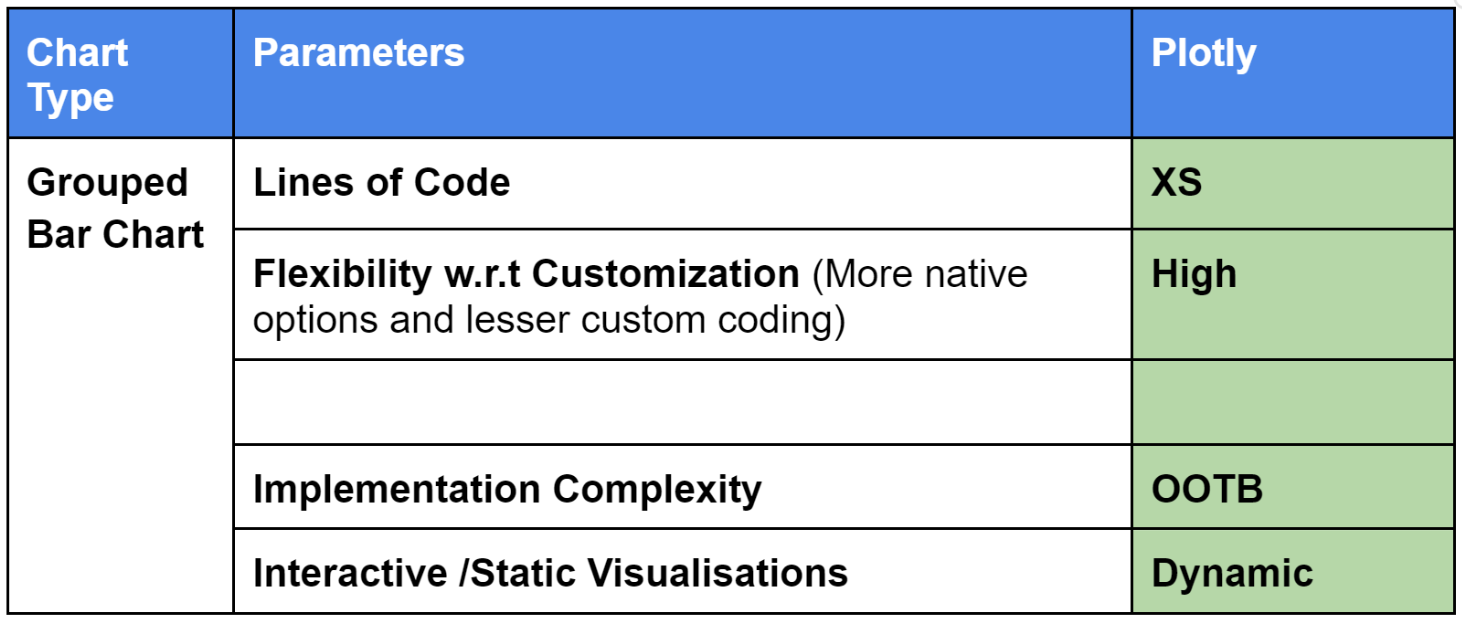 Chart
Type
Parameters
Plotly
Grouped
Bar Chart
Lines of Code
XS
Flexibility w.r.t Customization (More native
options and lesser custom coding)
High
Implementation Complexity
OOTB
Interactive /Static Visualisations
Dynamic